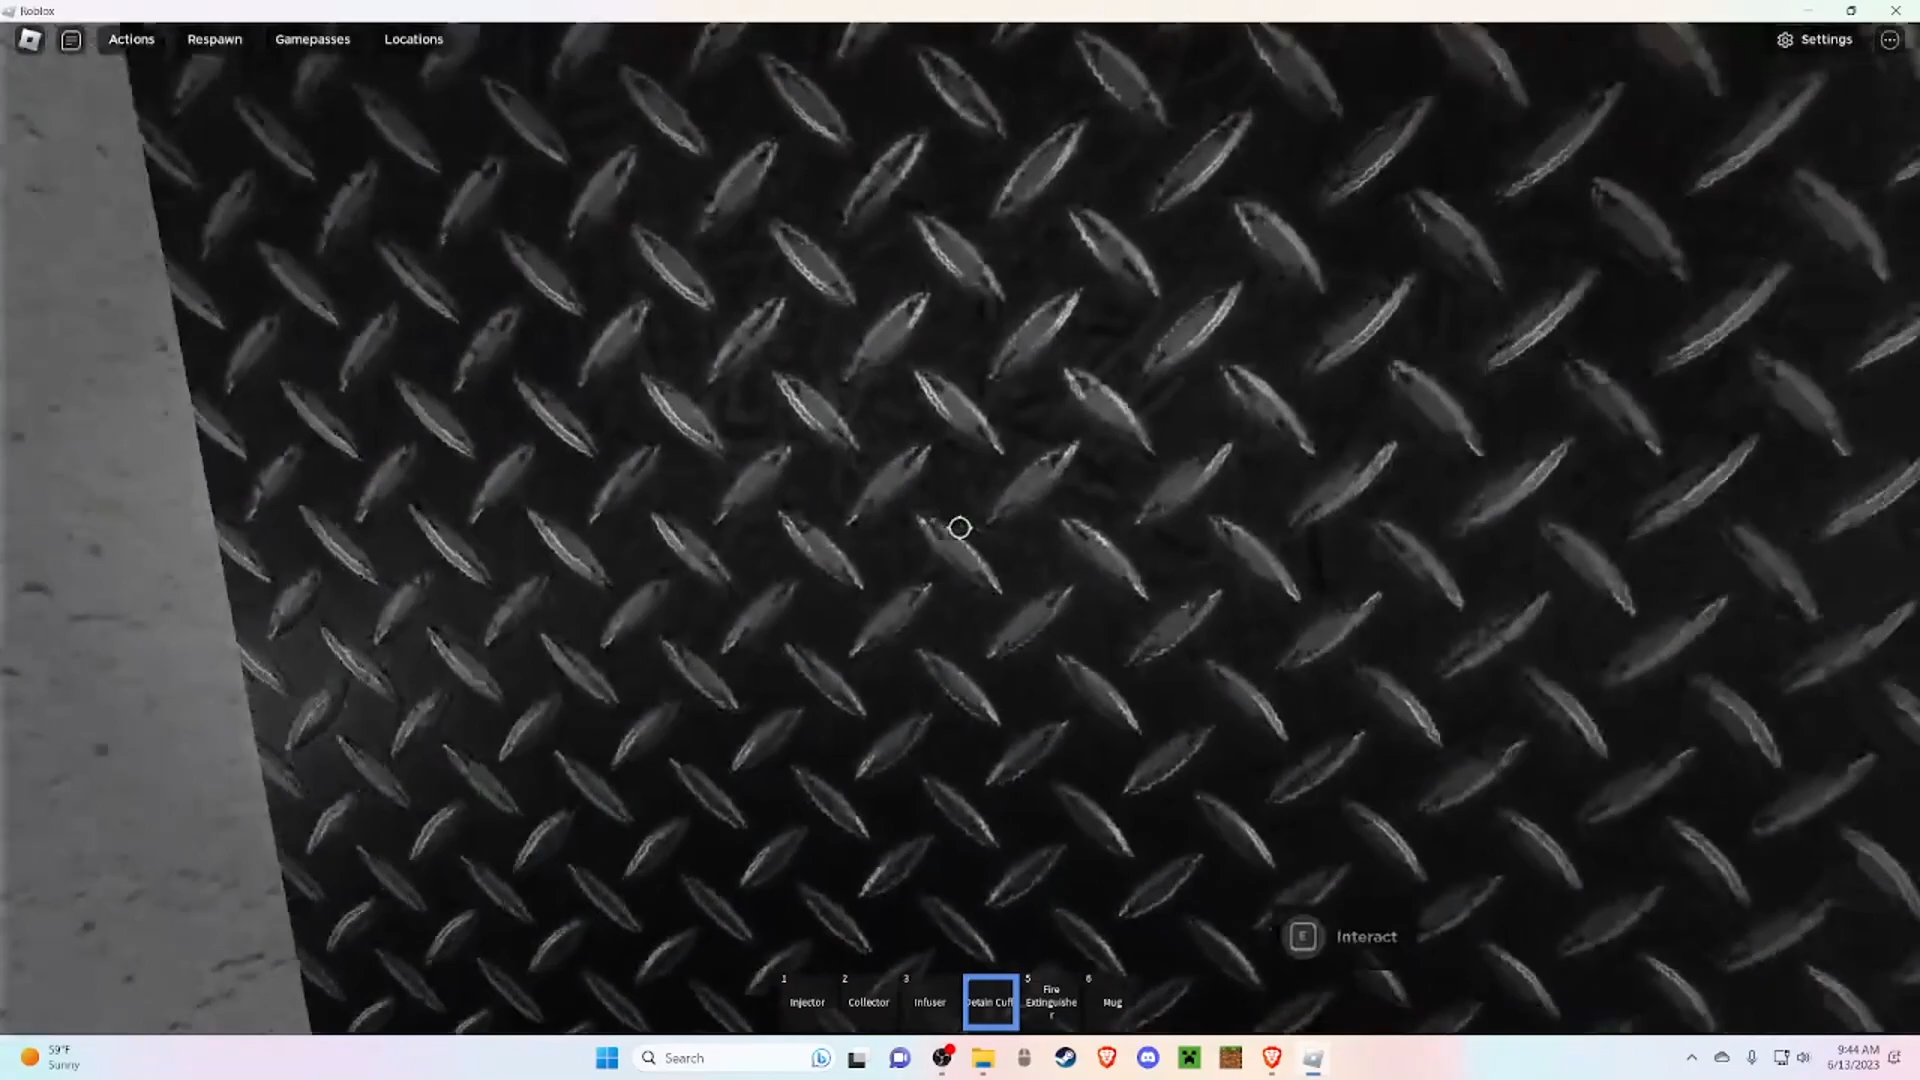 Roblox
Actions Respawn Gamepasses Locations Settings
E Interact
1 2 3 5 6
Injector Collector Infuser Detain Cuff Fire Extinguisher Mug
59°F
Sunny
Search
9:44 AM
6/13/2023